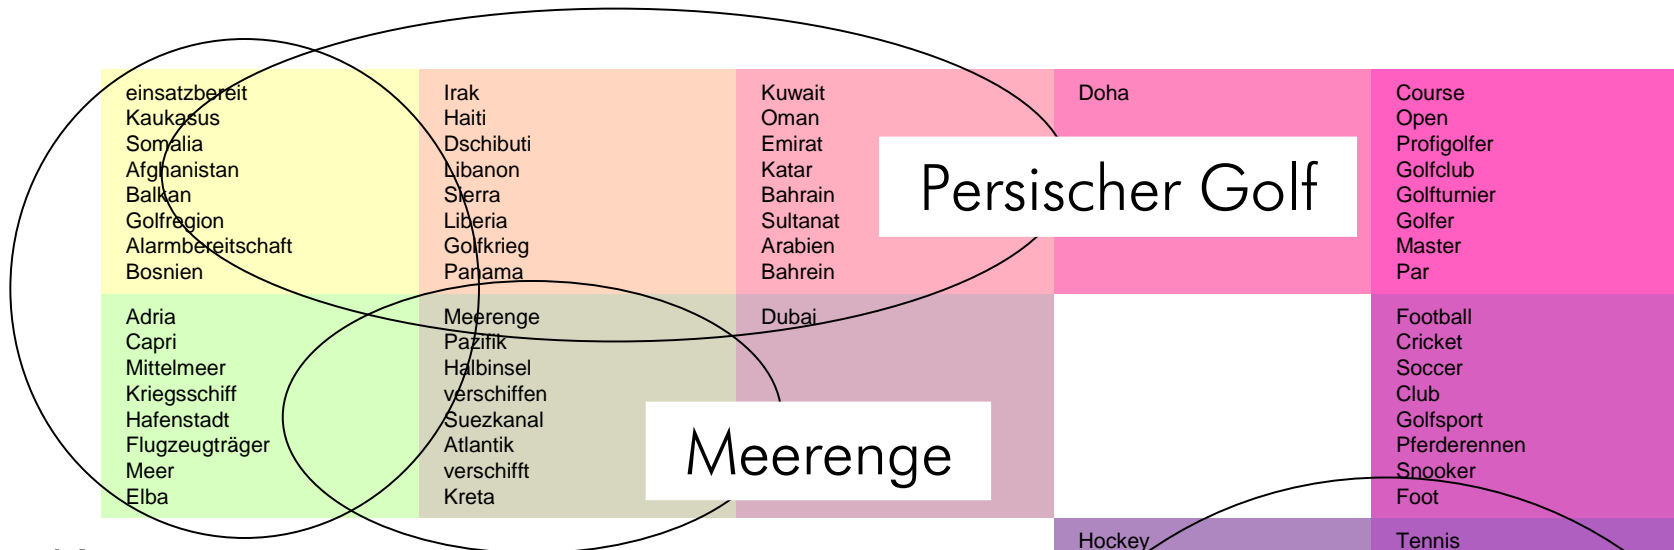 einsatzbereit
Kaukasus
Somalia
Afghanistan
Balkan
Golfregion
Alarmbereitschaft
Bosnien
Irak
Haiti
Dschibuti
Libanon
Sierra
Liberia
Golfkrieg
Panama
Kuwait
Oman
Emirat
Katar
Bahrain
Sultanat
Arabien
Bahrein
Doha
Persischer Golf
Course
Open
Profigolfer
Golfclub
Golfturnier
Golfer
Master
Par
Adria
Capri
Mittelmeer
Kriegsschiff
Hafenstadt
Flugzeugträger
Meer
Elba
Meerenge
Pazifik
Halbinsel
verschiffen
Suezkanal
Atlantik
verschifft
Kreta
Dubai
Meerenge
Football
Cricket
Soccer
Club
Golfsport
Pferderennen
Snooker
Foot
Hockey
Tennis